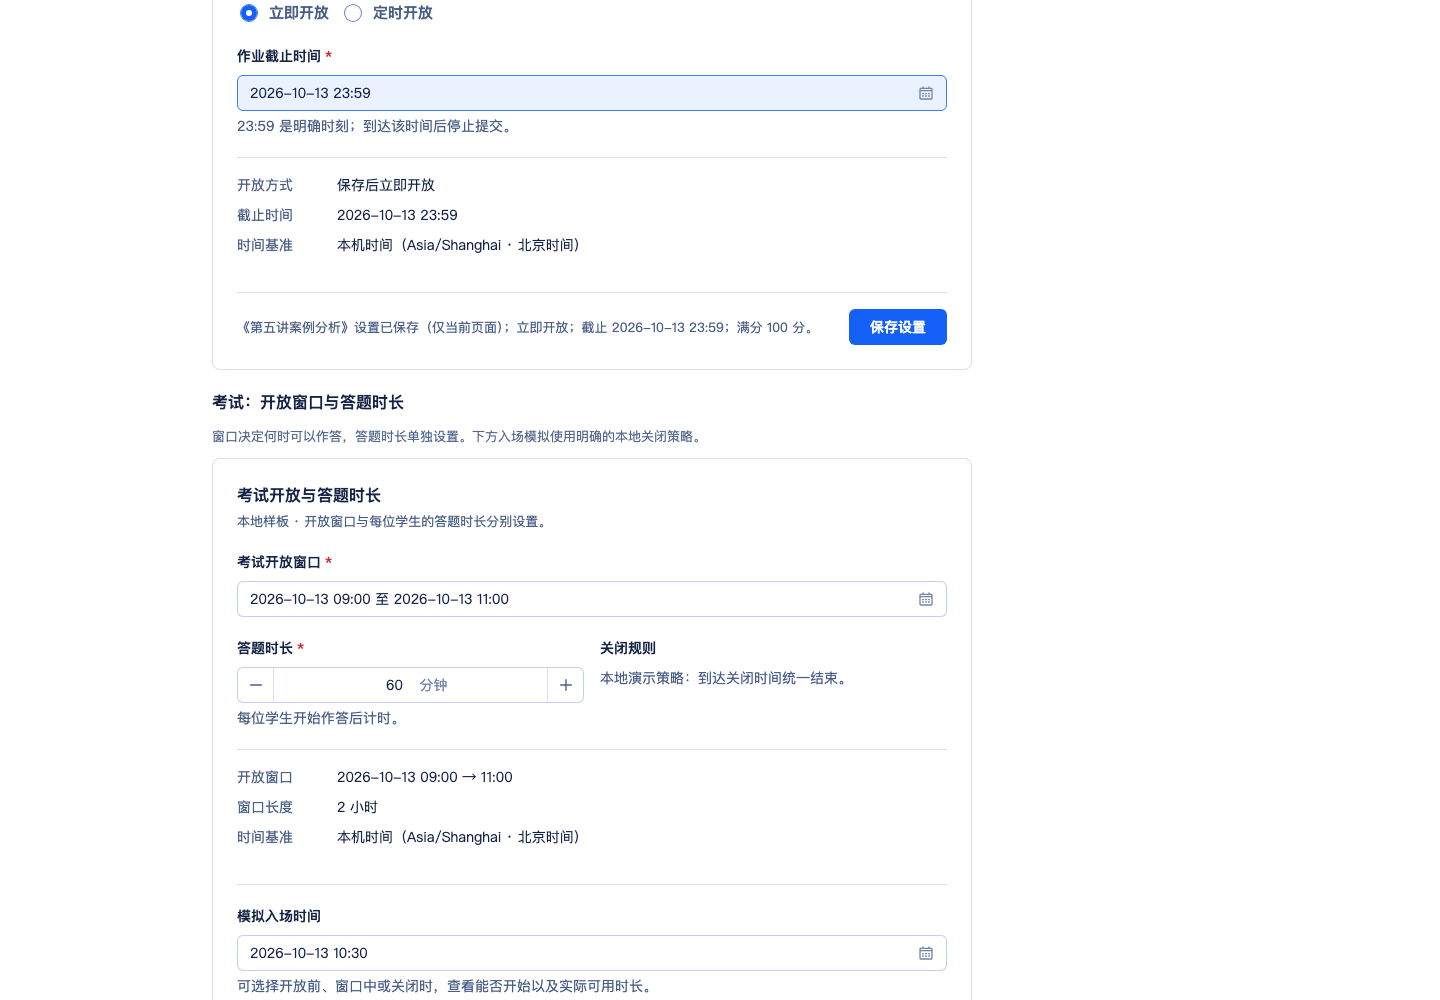 立即开放 定时开放
作业截止时间 *
2026-10-13 23:59
23:59 是明确时刻；到达该时间后停止提交。
开放方式 保存后立即开放
截止时间 2026-10-13 23:59
时间基准 本机时间（Asia/Shanghai · 北京时间）
《第五讲案例分析》设置已保存（仅当前页面）；立即开放；截止 2026-10-13 23:59；满分 100 分。 保存设置
考试：开放窗口与答题时长
窗口决定何时可以作答，答题时长单独设置。下方入场模拟使用明确的本地关闭策略。
考试开放与答题时长
本地样板 · 开放窗口与每位学生的答题时长分别设置。
考试开放窗口 *
2026-10-13 09:00 至 2026-10-13 11:00
答题时长 * 关闭规则
60 分钟 本地演示策略：到达关闭时间统一结束。
每位学生开始作答后计时。
开放窗口 2026-10-13 09:00 → 11:00
窗口长度 2 小时
时间基准 本机时间（Asia/Shanghai · 北京时间）
模拟入场时间
2026-10-13 10:30
可选择开放前、窗口中或关闭时，查看能否开始以及实际可用时长。